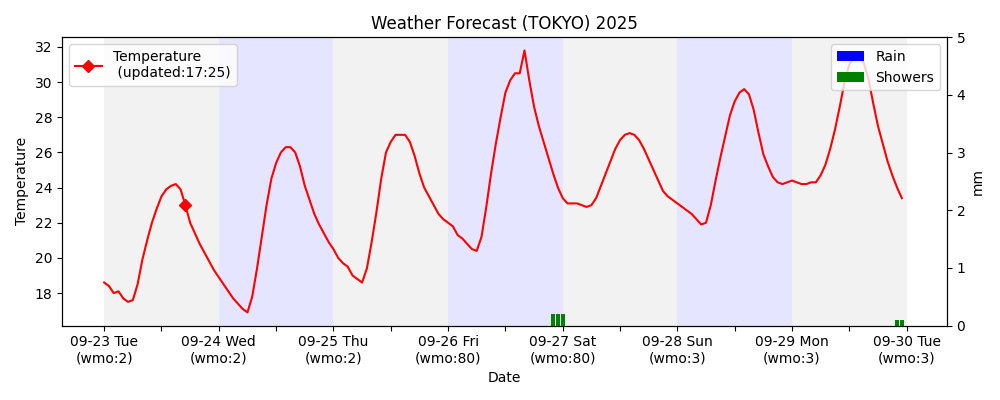 Weather Forecast (TOKYO) 2025
Temperature
(updated:17:25)
Rain
Showers
32
30
28
26
24
22
20
18
Temperature
5
4
3
2
1
0
mm
09-23 Tue
(wmo:2)
09-24 Wed
(wmo:2)
09-25 Thu
(wmo:2)
09-26 Fri
(wmo:80)
09-27 Sat
(wmo:80)
09-28 Sun
(wmo:3)
09-29 Mon
(wmo:3)
09-30 Tue
(wmo:3)
Date